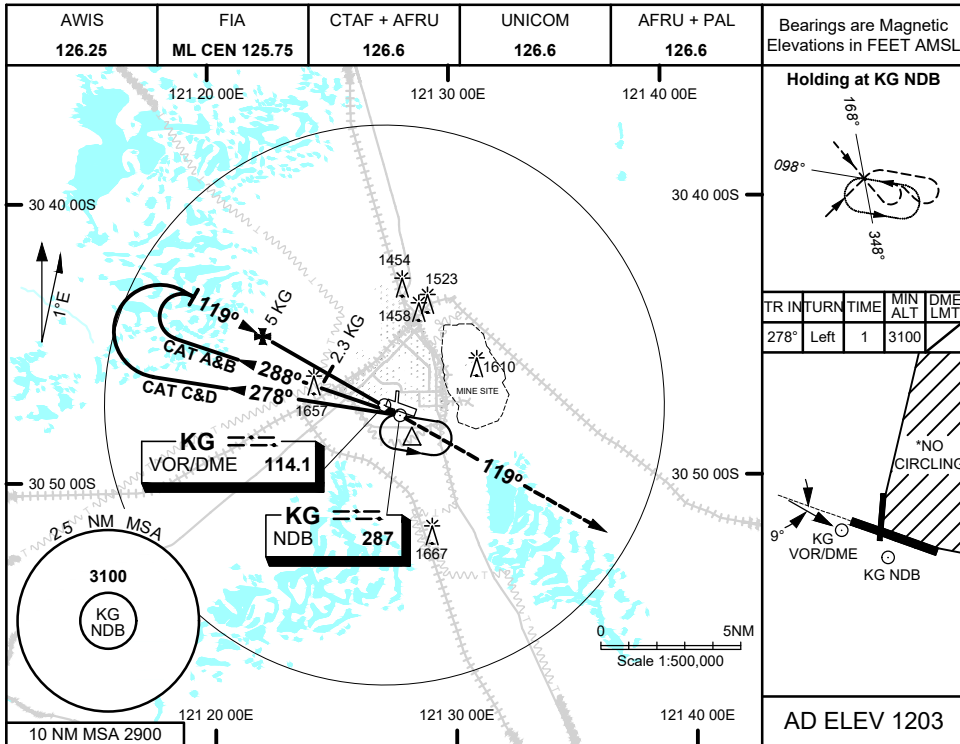 AWIS
126.25
FIA
ML CEN 125.75
CTAF + AFRU
126.6
UNICOM
126.6
AFRU + PAL
126.6
Bearings are Magnetic
Elevations in FEET AMSL
121 20 00E
121 30 00E
121 40 00E
30 40 00S
30 40 00S
1°E
1454
1523
1458
119°
5 KG
2.3 KG
CAT A&B
288°
CAT C&D
278°
1657
1610
MINE SITE
KG
VOR/DME 114.1
119°
30 50 00S
30 50 00S
KG
NDB 287
1667
25 NM MSA
3100
KG
NDB
0 5NM
Scale 1:500,000
121 20 00E
121 30 00E
121 40 00E
10 NM MSA 2900
Holding at KG NDB
168°
098°
348°
TR IN TURN TIME MIN ALT DME LMT
278° Left 1 3100
*NO
CIRCLING
9°
KG
VOR/DME
KG NDB
AD ELEV 1203